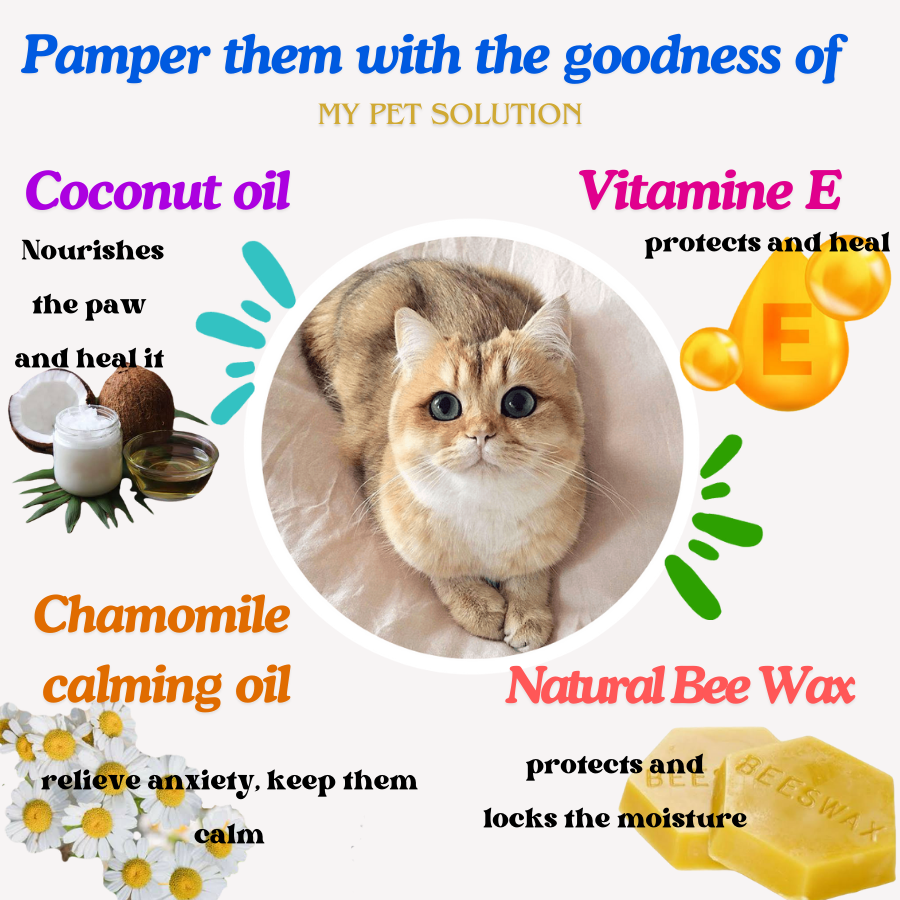 Pamper them with the goodness of
MY PET SOLUTION
Coconut oil
Nourishes
the paw
and heal it
Vitamine E
protects and heal
E
Chamomile
calming oil
relieve anxiety, keep them
calm
Natural Bee Wax
protects and
locks the moisture
BEES
BEESWAX